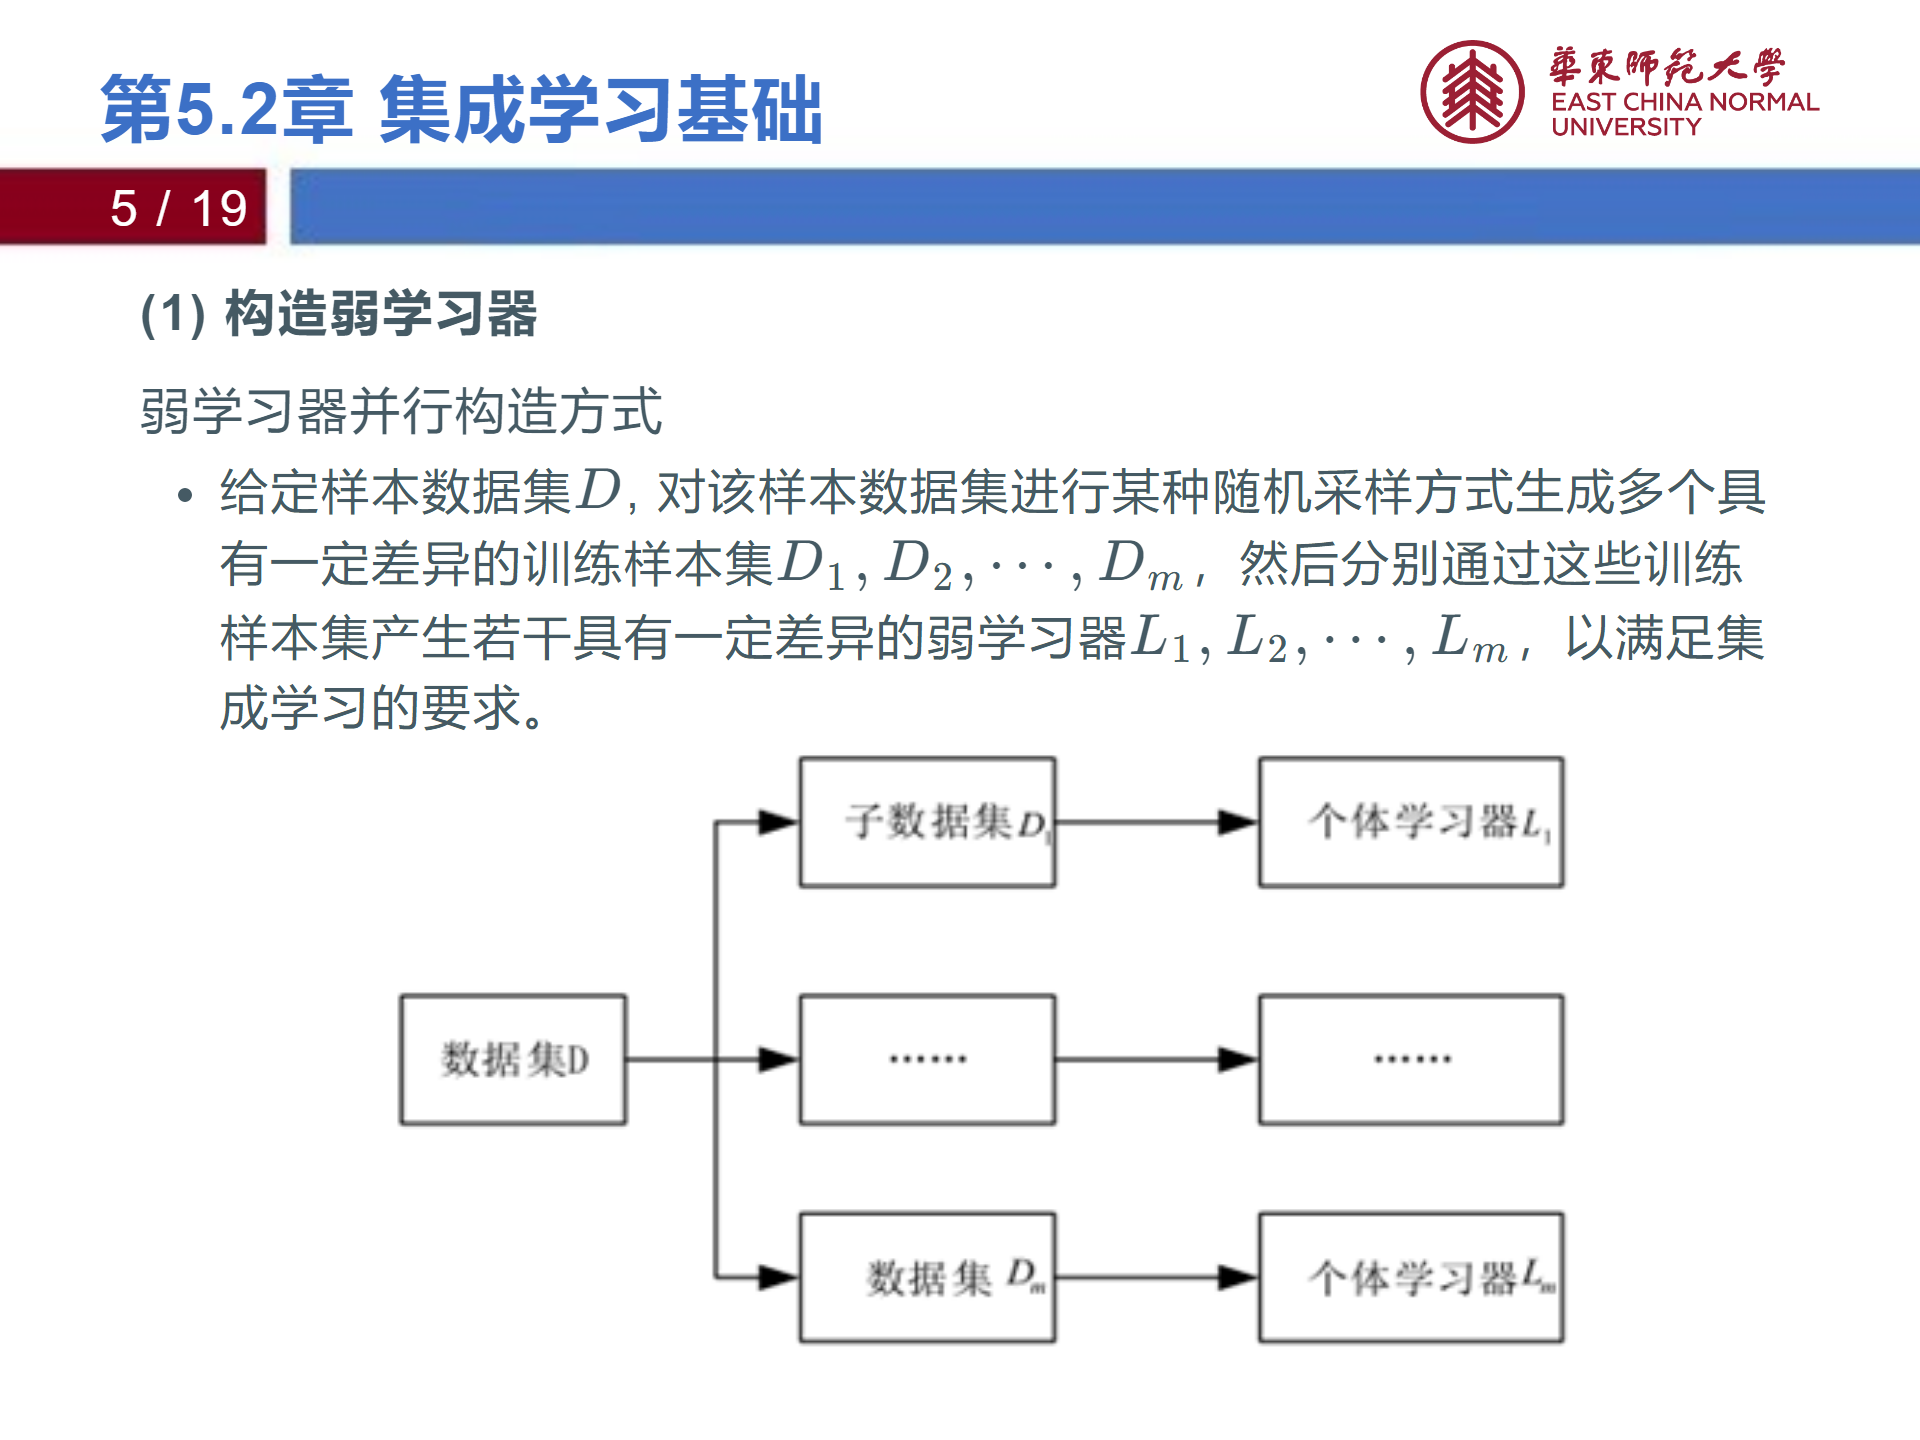 第5.2章 集成学习基础
華東師範大學
EAST CHINA NORMAL
UNIVERSITY
5 / 19
(1) 构造弱学习器
弱学习器并行构造方式
• 给定样本数据集D, 对该样本数据集进行某种随机采样方式生成多个具
有一定差异的训练样本集D₁, D₂, ⋯, Dₘ, 然后分别通过这些训练
样本集产生若干具有一定差异的弱学习器L₁, L₂, ⋯, Lₘ, 以满足集
成学习的要求。
子数据集D₁
个体学习器L₁
数据集D
……
……
数据集 Dₘ
个体学习器Lₘ